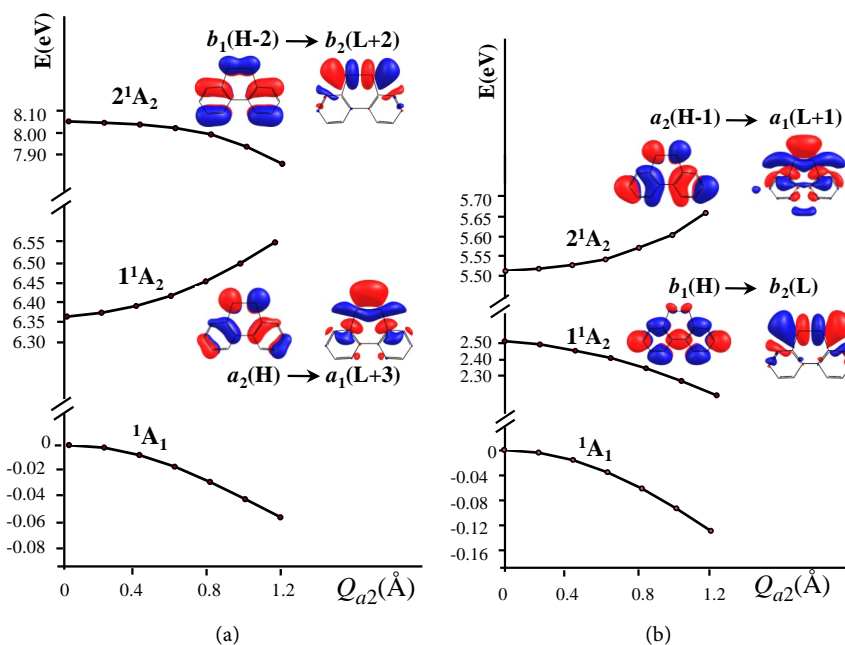 E(eV)
b₁(H-2) → b₂(L+2)
2¹A₂
8.10
8.00
7.90
6.55
6.50
6.45
6.40
6.35
6.30
1¹A₂
a₂(H) → a₁(L+3)
¹A₁
0
-0.02
-0.04
-0.06
-0.08
0 0.4 0.8 1.2 Qₐ₂(Å)
(a)
E(eV)
a₂(H-1) → a₁(L+1)
5.70
5.65
5.60
5.50
2¹A₂
b₁(H) → b₂(L)
1¹A₂
2.50
2.40
2.30
¹A₁
0
-0.04
-0.08
-0.12
-0.16
0 0.4 0.8 1.2 Qₐ₂(Å)
(b)